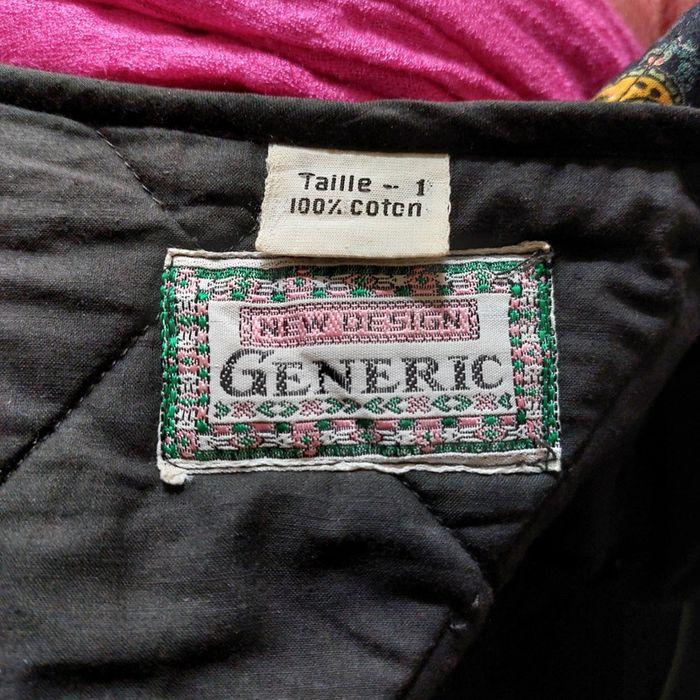 Taille -- 1
100% coton
NEW DESIGN
GENERIC